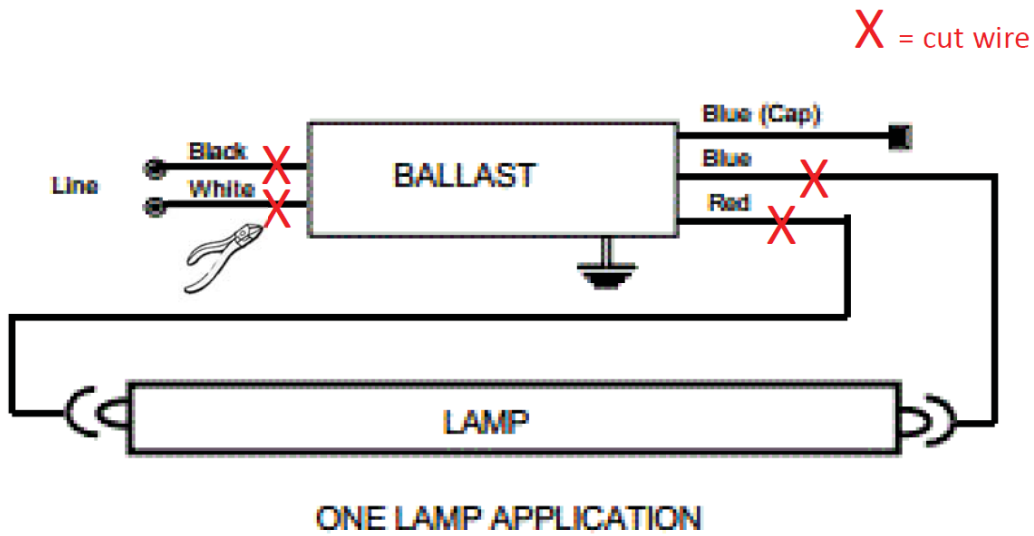 X = cut wire
Blue (Cap)
Black
BALLAST
Blue
Line
White
Red
LAMP
ONE LAMP APPLICATION